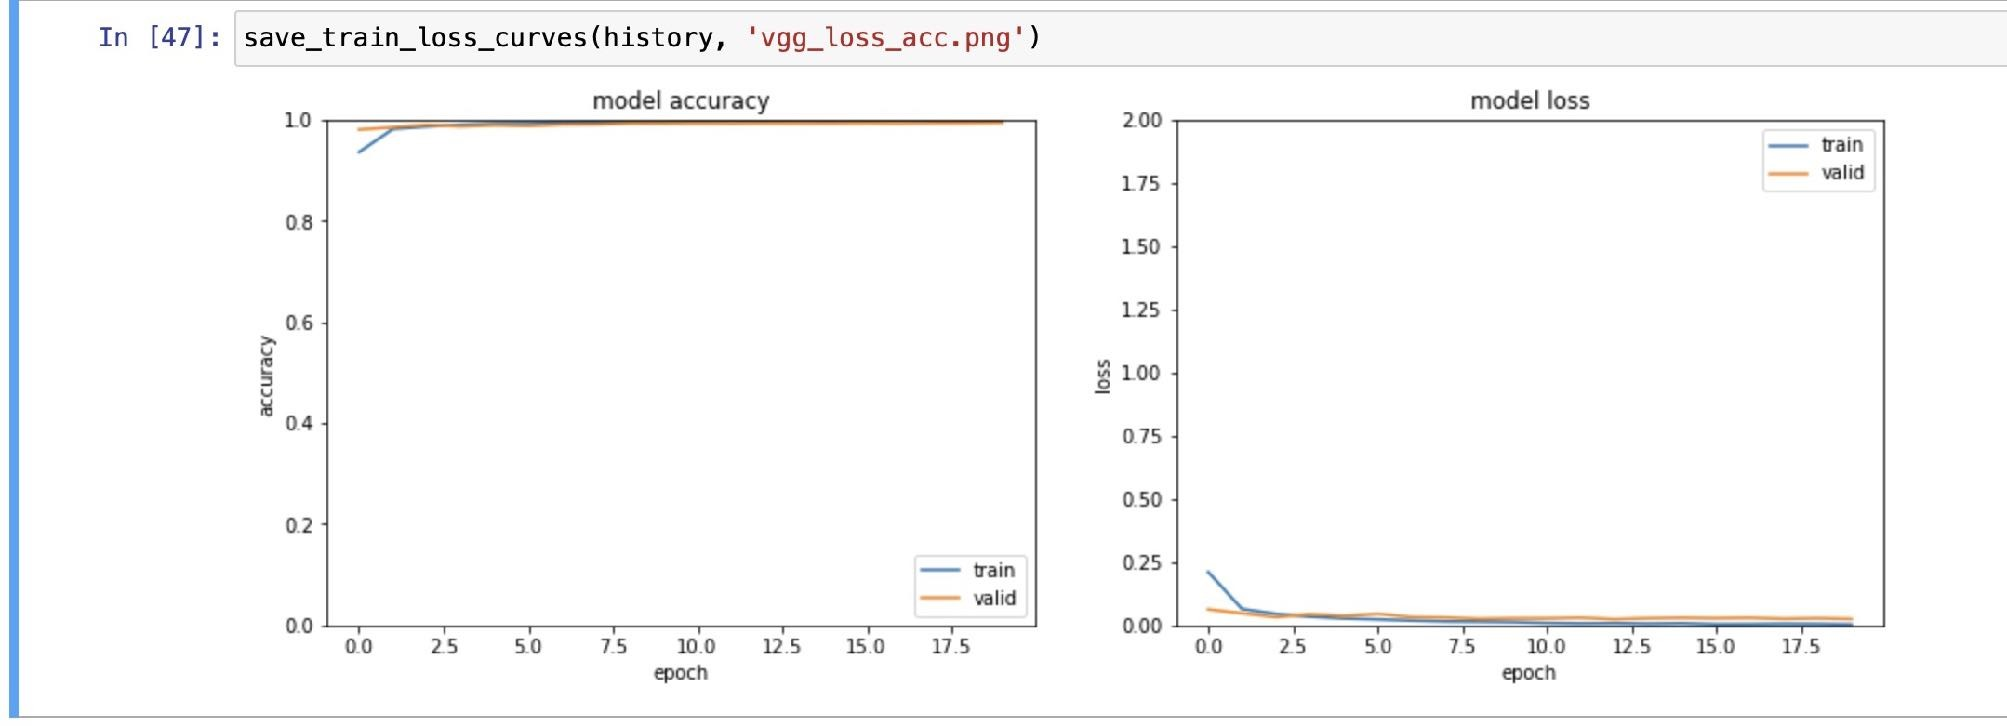 In [47]: save_train_loss_curves(history, 'vgg_loss_acc.png')
model accuracy
1.0
0.8
0.6
0.4
0.2
0.0
accuracy
train
valid
0.0 2.5 5.0 7.5 10.0 12.5 15.0 17.5
epoch
model loss
2.00
1.75
1.50
1.25
1.00
0.75
0.50
0.25
0.00
loss
train
valid
0.0 2.5 5.0 7.5 10.0 12.5 15.0 17.5
epoch